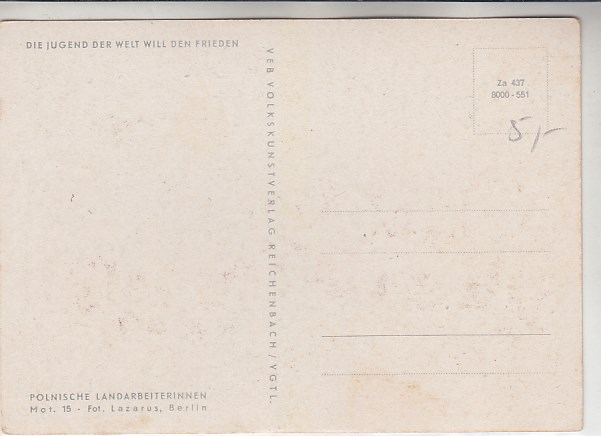 DIE JUGEND DER WELT WILL DEN FRIEDEN
VEB VOLKSKUNSTVERLAG REICHENBACH/VGTL.
Za 437
8000 - 551
5,-
POLNISCHE LANDARBEITERINNEN
Mot. 15 - Fot. Lazarus, Berlin